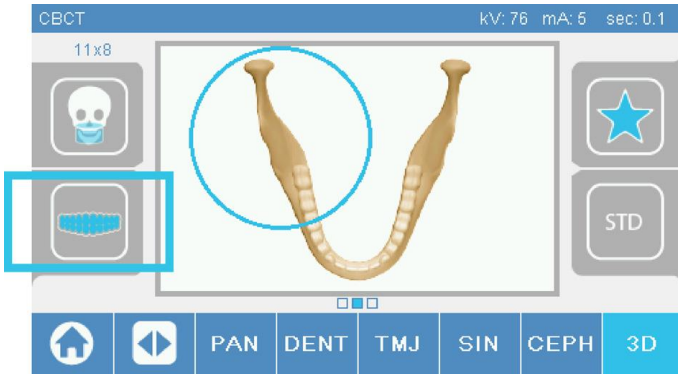 CBCT kV: 76 mA: 5 sec: 0.1
11x8
STD
PAN DENT TMJ SIN CEPH 3D